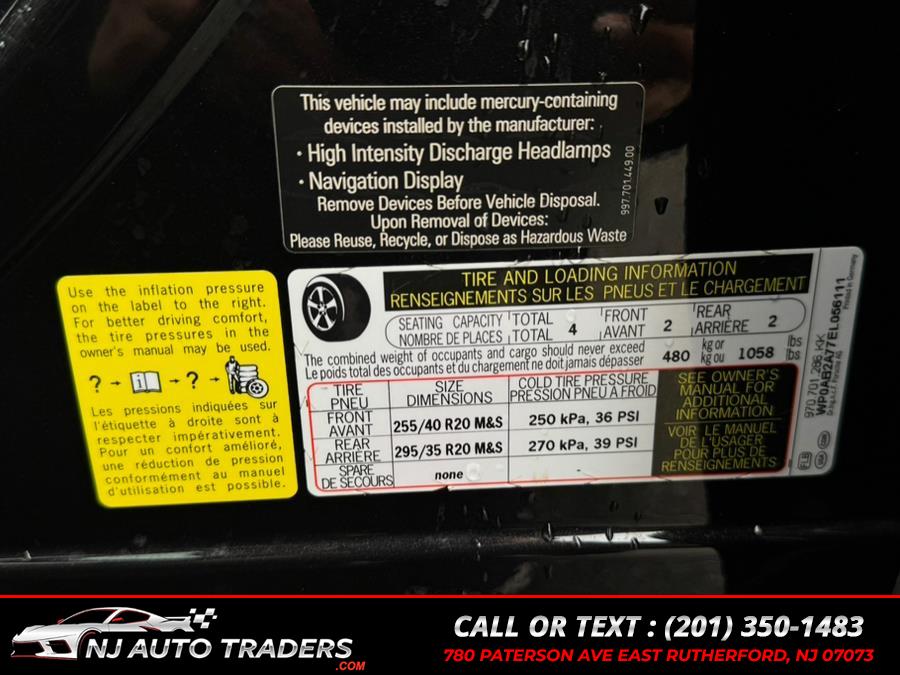 This vehicle may include mercury-containing
devices installed by the manufacturer:
· High Intensity Discharge Headlamps
· Navigation Display
Remove Devices Before Vehicle Disposal.
Upon Removal of Devices:
Please Reuse, Recycle, or Dispose as Hazardous Waste
997.701.449.00
Use the inflation pressure
on the label to the right.
For better driving comfort,
the tire pressures in the
owner's manual may be used.
? - i - ? -
Les pressions indiquées sur
l'étiquette à droite sont à
respecter impérativement.
Pour un confort amélioré,
une réduction de pression
conformément au manuel
d'utilisation est possible.
TIRE AND LOADING INFORMATION
RENSEIGNEMENTS SUR LES PNEUS ET LE CHARGEMENT
SEATING CAPACITY TOTAL 4 FRONT 2 REAR 2
NOMBRE DE PLACES TOTAL AVANT ARRIÈRE
The combined weight of occupants and cargo should never exceed 480 kg or 1058 lbs
Le poids total des occupants et du chargement ne doit jamais dépasser kg ou lbs
TIRE SIZE COLD TIRE PRESSURE
PNEU DIMENSIONS PRESSION PNEU A FROID
FRONT
AVANT 255/40 R20 M&S 250 kPa, 36 PSI
REAR
ARRIÈRE 295/35 R20 M&S 270 kPa, 39 PSI
SPARE
DE SECOURS none
SEE OWNER'S
MANUAL FOR
ADDITIONAL
INFORMATION
VOIR LE MANUEL
DE L'USAGER
POUR PLUS DE
RENSEIGNEMENTS
970.701.286.KK
WP0AB2A77EL056111
Printed in Germany
NJ AUTO TRADERS
.COM
CALL OR TEXT : (201) 350-1483
780 PATERSON AVE EAST RUTHERFORD, NJ 07073